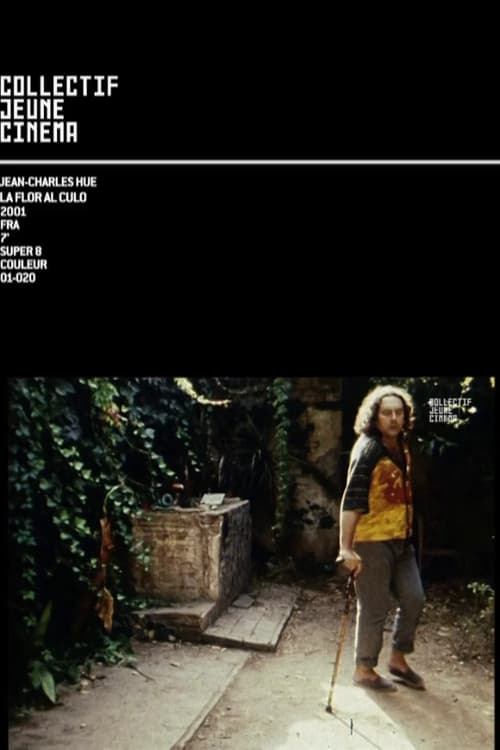 COLLECTIF
JEUNE
CINEMA
JEAN-CHARLES HUE
LA FLOR AL CULO
2001
FRA
7'
SUPER 8
COULEUR
01-020
COLLECTIF
JEUNE
CINEMA